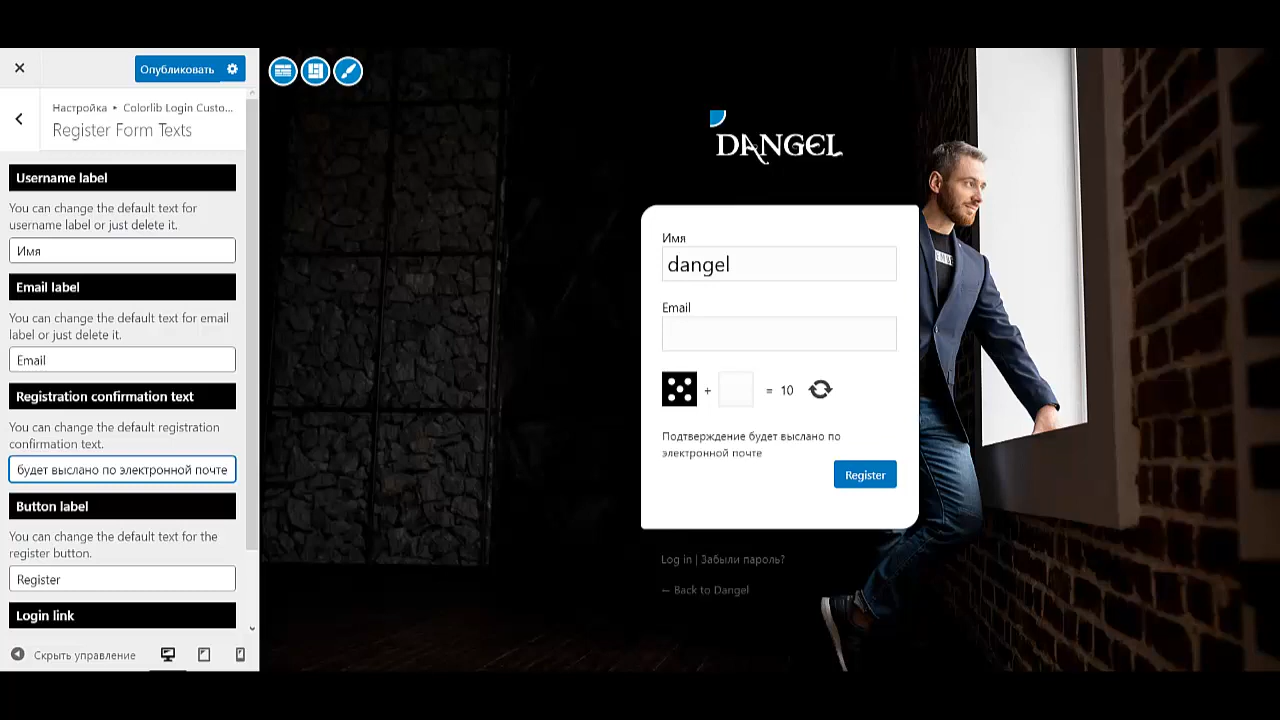 Опубликовать
Настройка ▸ Colorlib Login Custo...
Register Form Texts
Username label
You can change the default text for
username label or just delete it.
Имя
Email label
You can change the default text for email
label or just delete it.
Email
Registration confirmation text
You can change the default registration
confirmation text.
будет выслано по электронной почте
Button label
You can change the default text for the
register button.
Register
Login link
Скрыть управление
DANGEL
Имя
dangel
Email
+ = 10
Подтверждение будет выслано по
электронной почте
Register
Log in | Забыли пароль?
← Back to Dangel